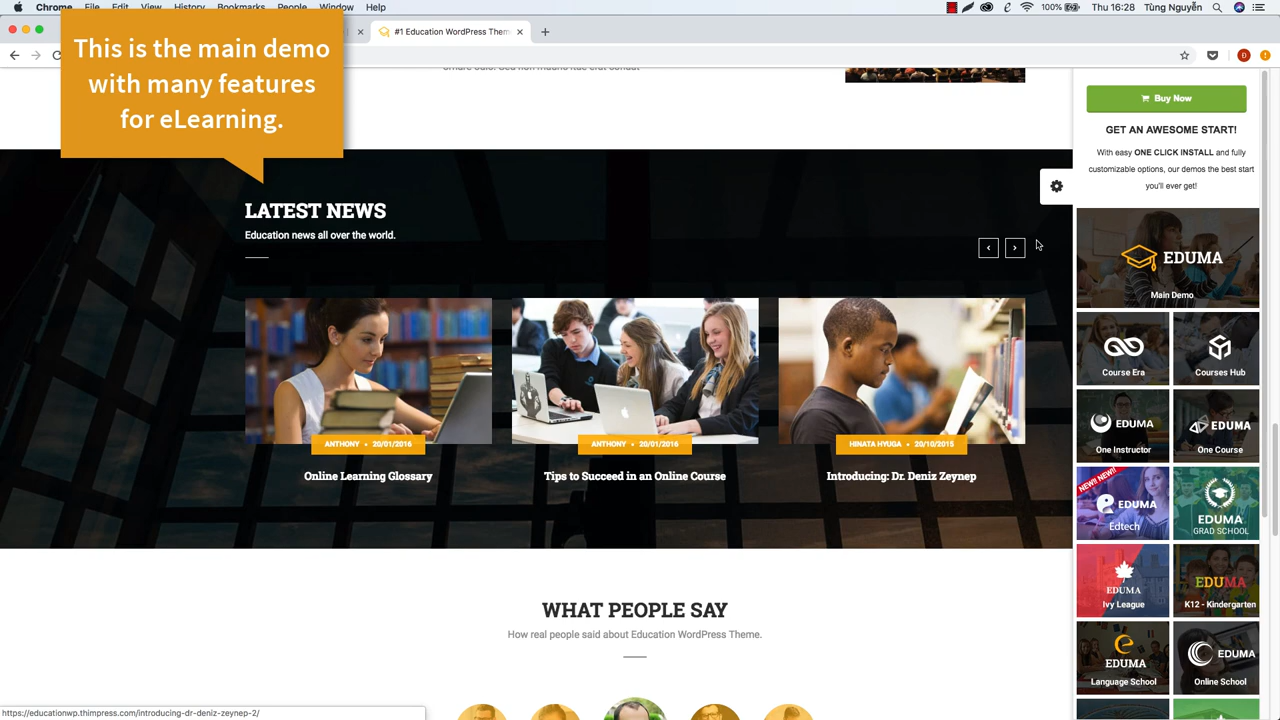 Chrome File Edit View History Bookmarks People Window Help
100% Thu 16:28 Tùng Nguyễn
#1 Education WordPress Them
This is the main demo
with many features
for eLearning.
Buy Now
GET AN AWESOME START!
With easy ONE CLICK INSTALL and fully
customizable options, our demos the best start
you'll ever get!
LATEST NEWS
Education news all over the world.
ANTHONY • 20/01/2016
Online Learning Glossary
ANTHONY • 20/01/2016
Tips to Succeed in an Online Course
HINATA HYUGA • 20/10/2015
Introducing: Dr. Deniz Zeynep
WHAT PEOPLE SAY
How real people said about Education WordPress Theme.
EDUMA
Main Demo
Course Era
Courses Hub
EDUMA
One Instructor
EDUMA
One Course
NEW!! NEW!!
EDUMA
Edtech
EDUMA
GRAD SCHOOL
EDUMA
Ivy League
EDUMA
K12 - Kindergarten
EDUMA
Language School
EDUMA
Online School
https://educationwp.thimpress.com/introducing-dr-deniz-zeynep-2/